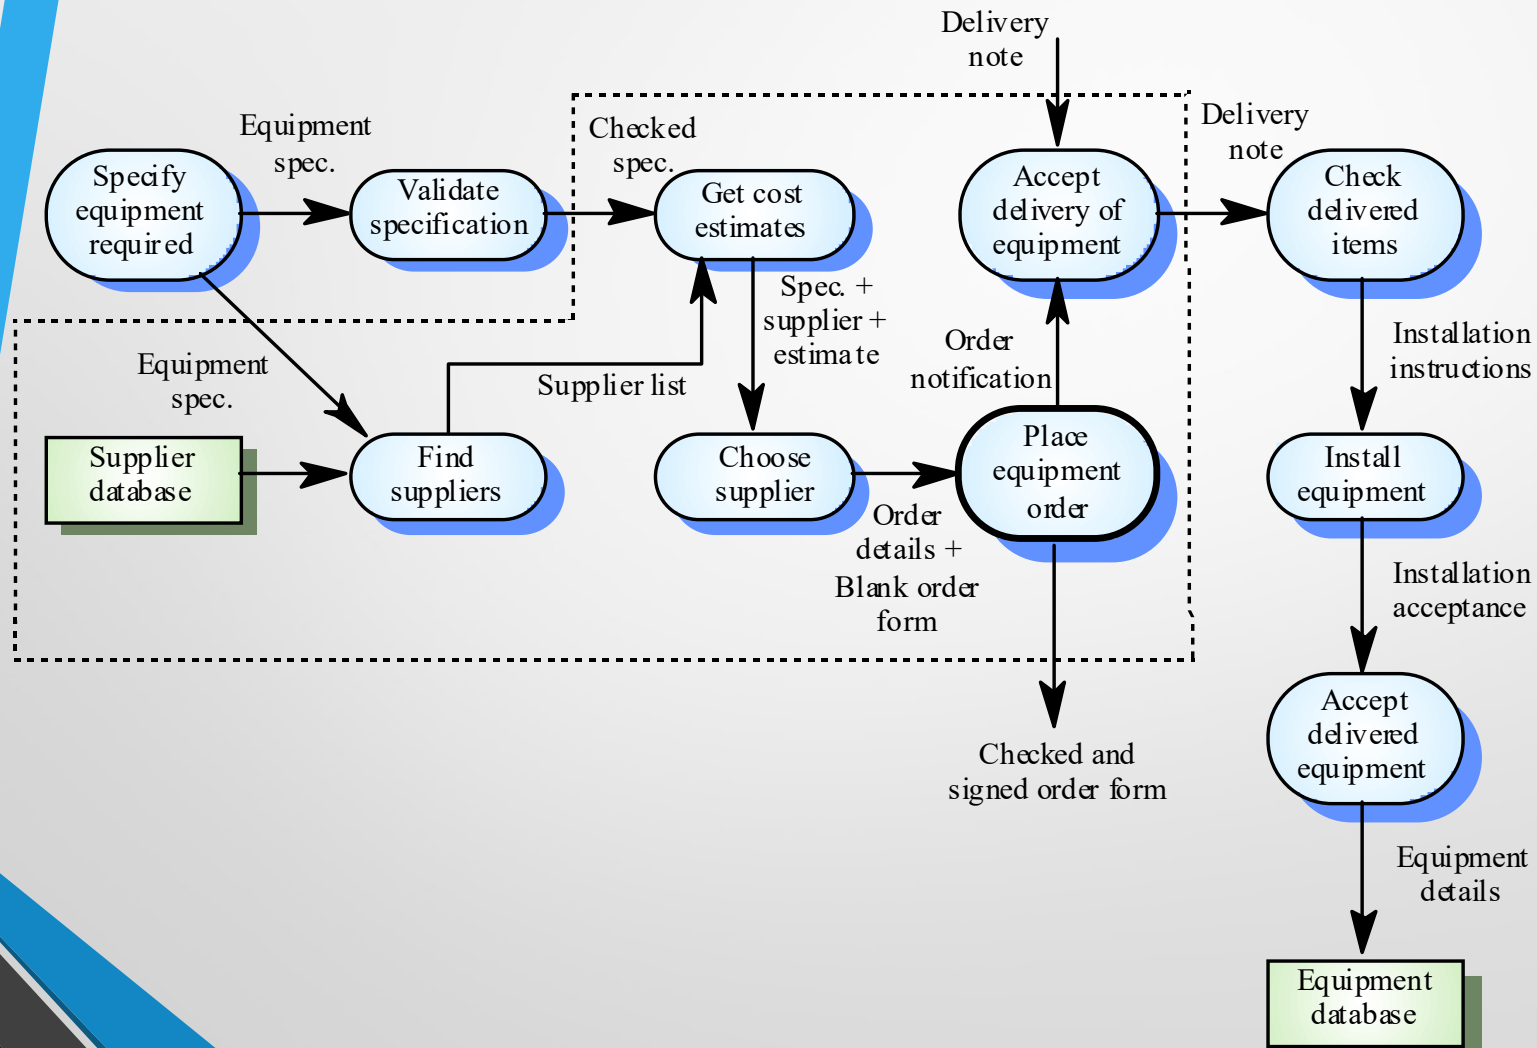 Delivery
note
Equipment
spec.
Checked
spec.
Delivery
note
Specify
equipment
required
Validate
specification
Get cost
estimates
Accept
delivery of
equipment
Check
delivered
items
Spec. +
supplier +
estimate
Order
notification
Installation
instructions
Equipment
spec.
Supplier list
Supplier
database
Find
suppliers
Choose
supplier
Place
equipment
order
Install
equipment
Order
details +
Blank order
form
Installation
acceptance
Checked and
signed order form
Accept
delivered
equipment
Equipment
details
Equipment
database